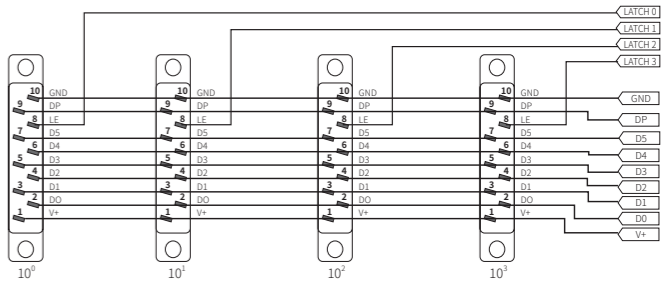 LATCH 0
LATCH 1
LATCH 2
LATCH 3
10 GND 10 GND 10 GND 10 GND GND
9 DP 9 DP 9 DP 9 DP DP
8 LE 8 LE 8 LE 8 LE
7 D5 7 D5 7 D5 7 D5 D5
6 D4 6 D4 6 D4 6 D4 D4
5 D3 5 D3 5 D3 5 D3 D3
4 D2 4 D2 4 D2 4 D2 D2
3 D1 3 D1 3 D1 3 D1 D1
2 DO 2 DO 2 DO 2 DO D0
1 V+ 1 V+ 1 V+ 1 V+ V+
10⁰ 10¹ 10² 10³